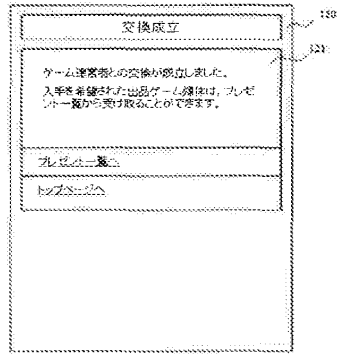 交換成立
ゲーム運営者との交換が成立しました。
入手を希望された出品ゲーム媒体は、プレゼ
ント一覧から受け取ることができます。
プレゼント一覧へ
トップページへ
121